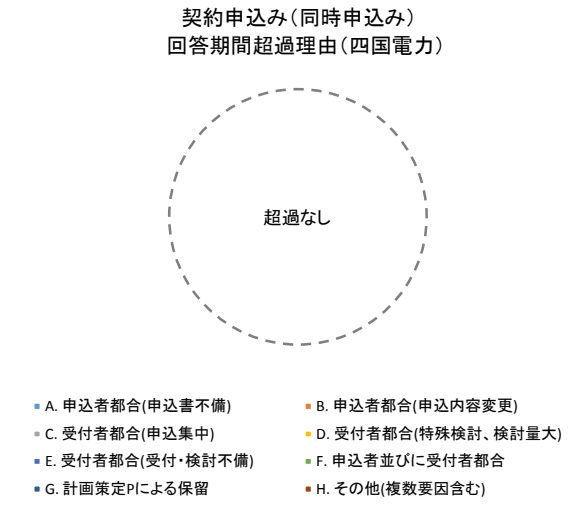 契約申込み(同時申込み)
回答期間超過理由(四国電力)
超過なし
A. 申込者都合(申込書不備)
B. 申込者都合(申込内容変更)
C. 受付者都合(申込集中)
D. 受付者都合(特殊検討、検討量大)
E. 受付者都合(受付・検討不備)
F. 申込者並びに受付者都合
G. 計画策定Pによる保留
H. その他(複数要因含む)